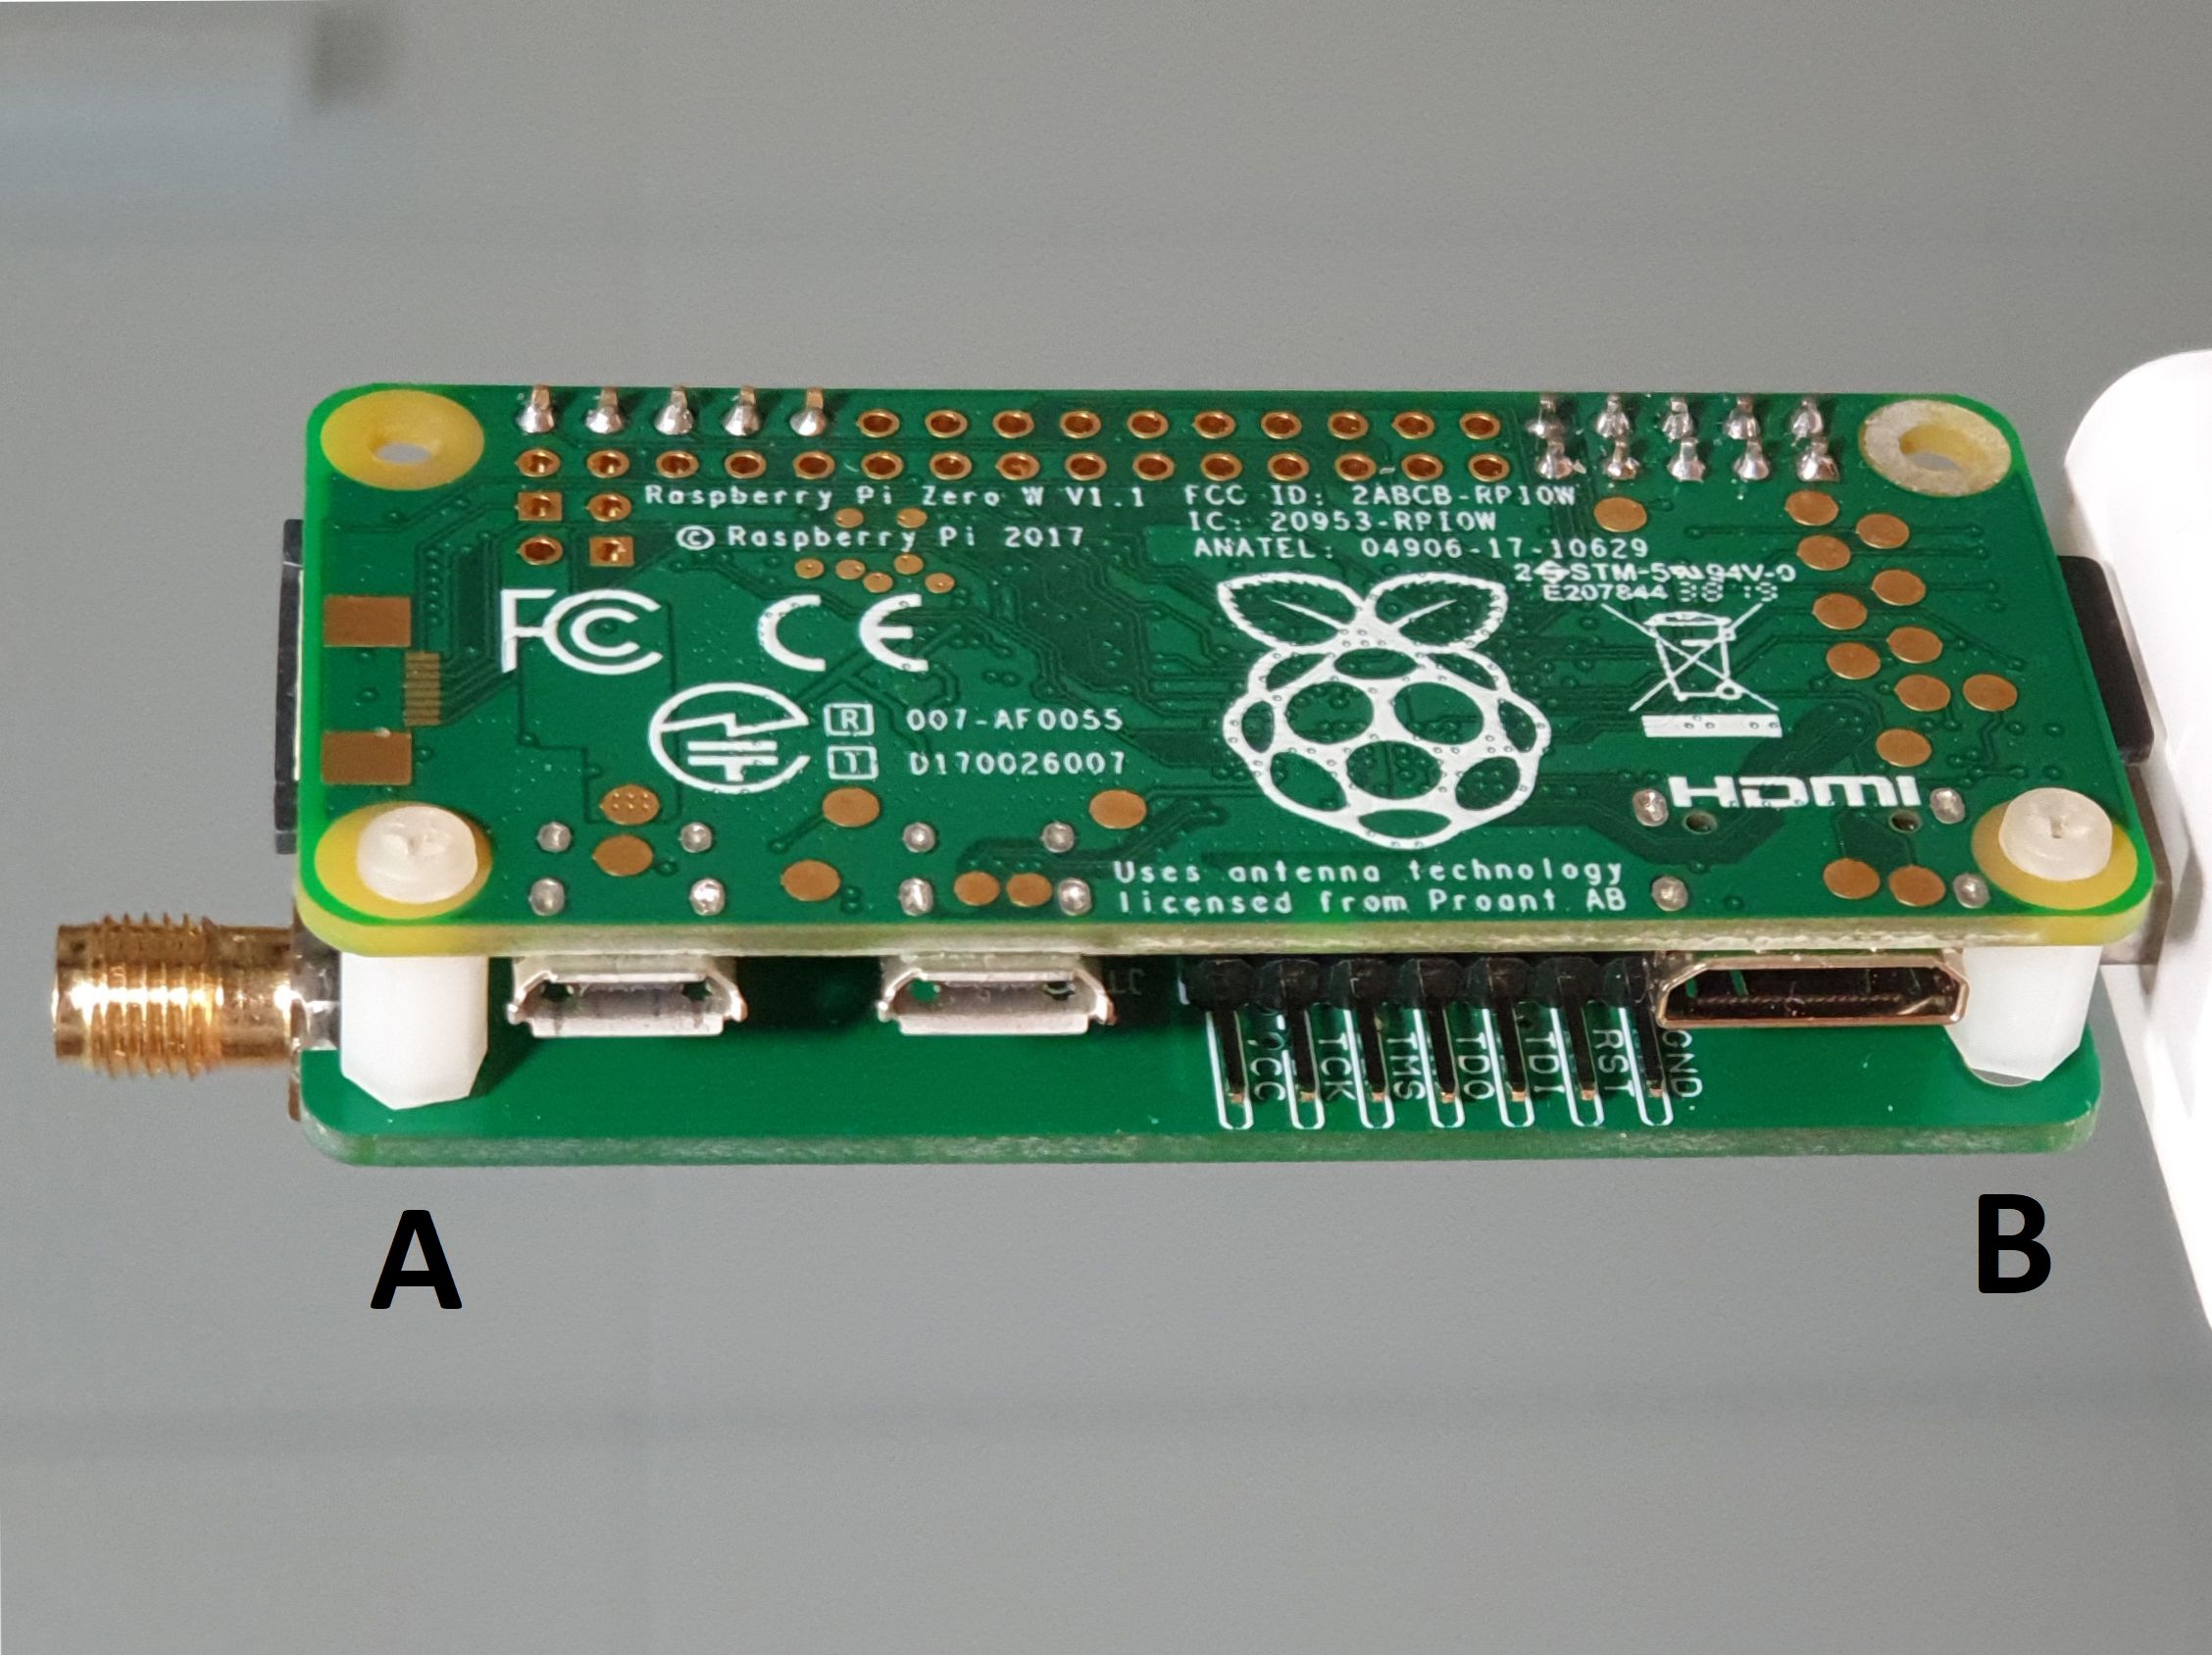 Raspberry Pi Zero W V1.1
© Raspberry Pi 2017
FCC ID: 2ABCB-RPI0W
IC: 20953-RPI0W
ANATEL: 04906-17-10629
94V-0
E207844
FC
CE
R 007-AF0055
T D170026007
HDMI
Uses antenna technology
licensed from Proant AB
VCC
TCK
TMS
TDO
TDI
RST
GND
A
B